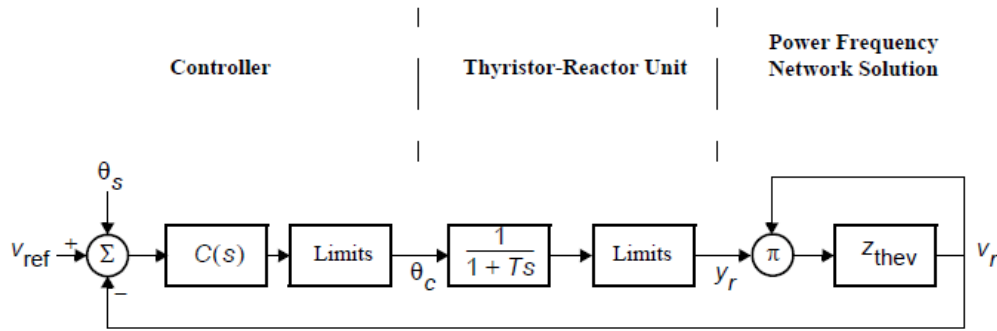 Controller
Thyristor-Reactor Unit
Power Frequency
Network Solution
θs
vref
+
Σ
−
C(s)
Limits
θc
1
1 + Ts
Limits
yr
π
zthev
vr